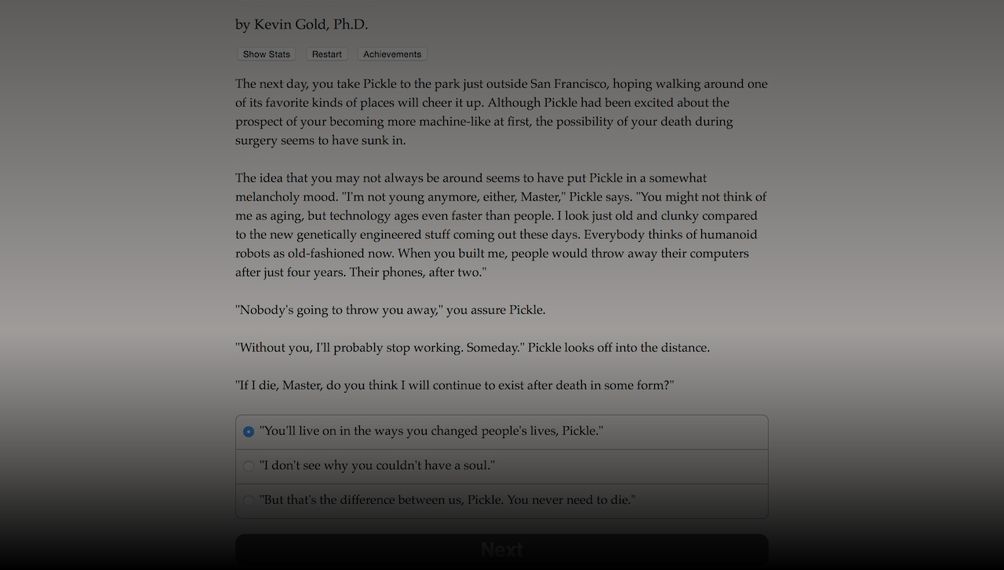 by Kevin Gold, Ph.D.
Show Stats Restart Achievements
The next day, you take Pickle to the park just outside San Francisco, hoping walking around one
of its favorite kinds of places will cheer it up. Although Pickle had been excited about the
prospect of your becoming more machine-like at first, the possibility of your death during
surgery seems to have sunk in.
The idea that you may not always be around seems to have put Pickle in a somewhat
melancholy mood. "I'm not young anymore, either, Master," Pickle says. "You might not think of
me as aging, but technology ages even faster than people. I look just old and clunky compared
to the new genetically engineered stuff coming out these days. Everybody thinks of humanoid
robots as old-fashioned now. When you built me, people would throw away their computers
after just four years. Their phones, after two."
"Nobody's going to throw you away," you assure Pickle.
"Without you, I'll probably stop working. Someday." Pickle looks off into the distance.
"If I die, Master, do you think I will continue to exist after death in some form?"
"You'll live on in the ways you changed people's lives, Pickle."
"I don't see why you couldn't have a soul."
"But that's the difference between us, Pickle. You never need to die."
Next